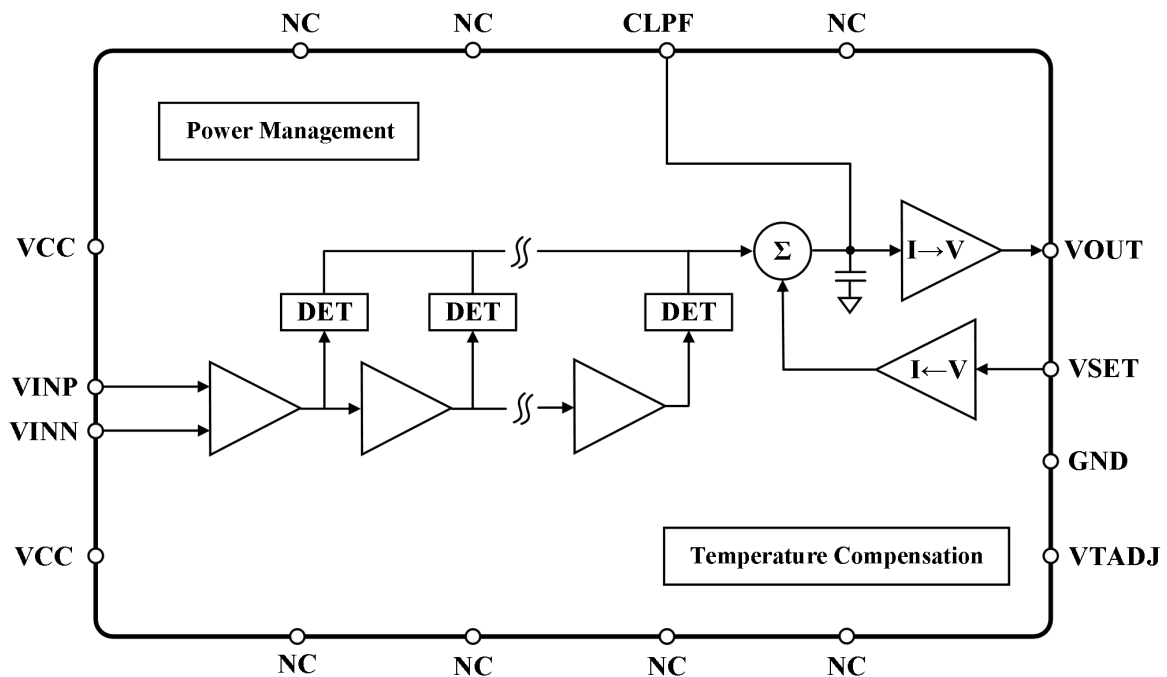 NC
NC
CLPF
NC
Power Management
VCC
Σ
I→V
VOUT
DET
DET
DET
VINP
I←V
VSET
VINN
GND
VCC
Temperature Compensation
VTADJ
NC
NC
NC
NC